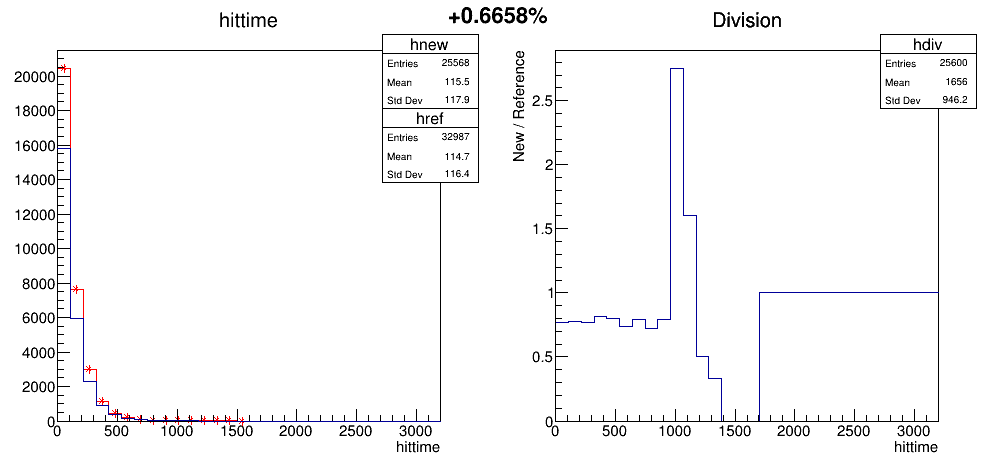 +0.6658%
hittime
hnew
Entries 25568
Mean 115.5
Std Dev 117.9
href
Entries 32987
Mean 114.7
Std Dev 116.4
20000
18000
16000
14000
12000
10000
8000
6000
4000
2000
0
0 500 1000 1500 2000 2500 3000
hittime
Division
hdiv
Entries 25600
Mean 1656
Std Dev 946.2
New / Reference
2.5
2
1.5
1
0.5
0
0 500 1000 1500 2000 2500 3000
hittime